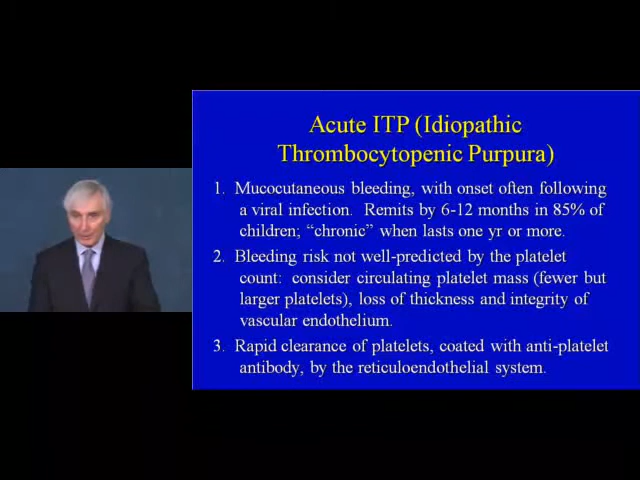 Acute ITP (Idiopathic
Thrombocytopenic Purpura)
1. Mucocutaneous bleeding, with onset often following
a viral infection. Remits by 6-12 months in 85% of
children; “chronic” when lasts one yr or more.
2. Bleeding risk not well-predicted by the platelet
count: consider circulating platelet mass (fewer but
larger platelets), loss of thickness and integrity of
vascular endothelium.
3. Rapid clearance of platelets, coated with anti-platelet
antibody, by the reticuloendothelial system.